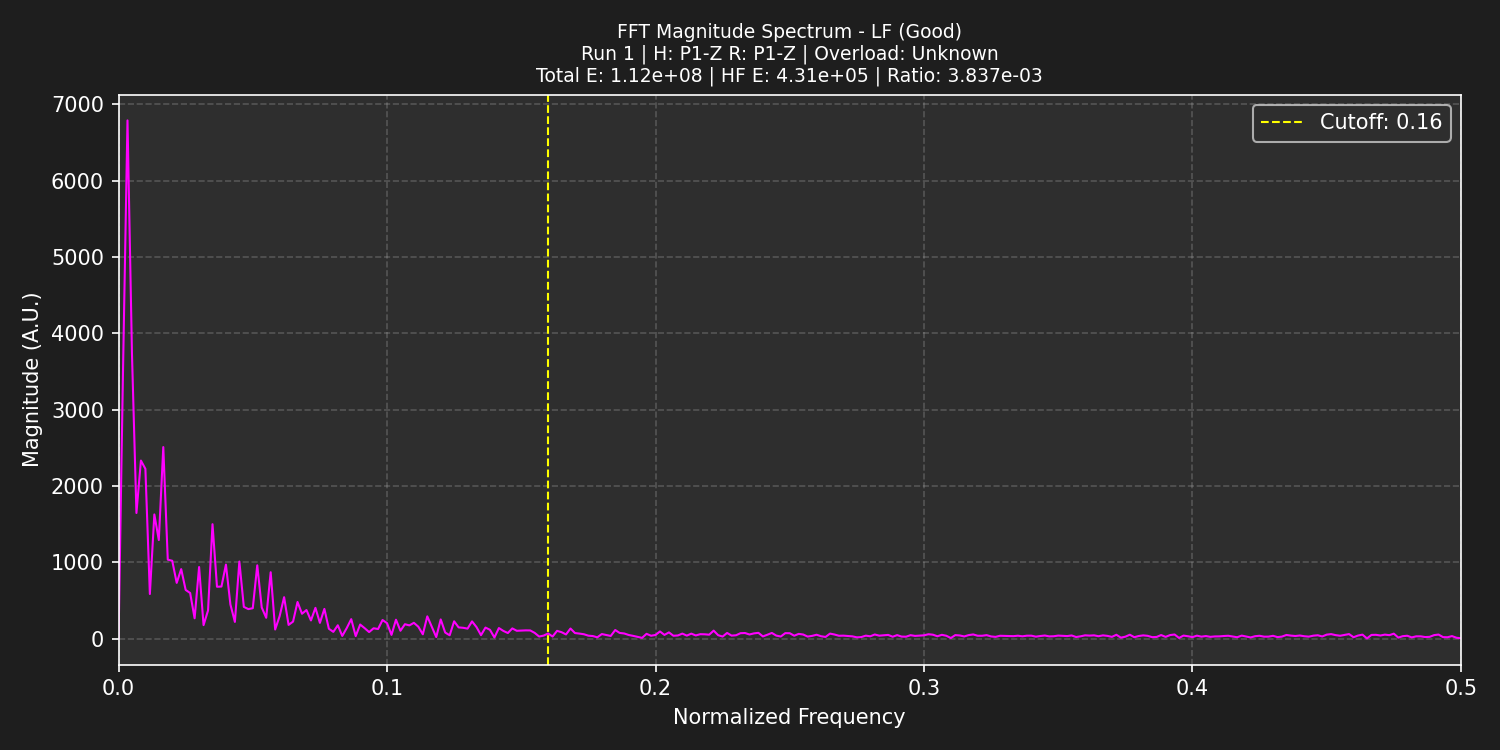 FFT Magnitude Spectrum - LF (Good)
Run 1 | H: P1-Z R: P1-Z | Overload: Unknown
Total E: 1.12e+08 | HF E: 4.31e+05 | Ratio: 3.837e-03
Cutoff: 0.16
Magnitude (A.U.)
7000
6000
5000
4000
3000
2000
1000
0
0.0 0.1 0.2 0.3 0.4 0.5
Normalized Frequency